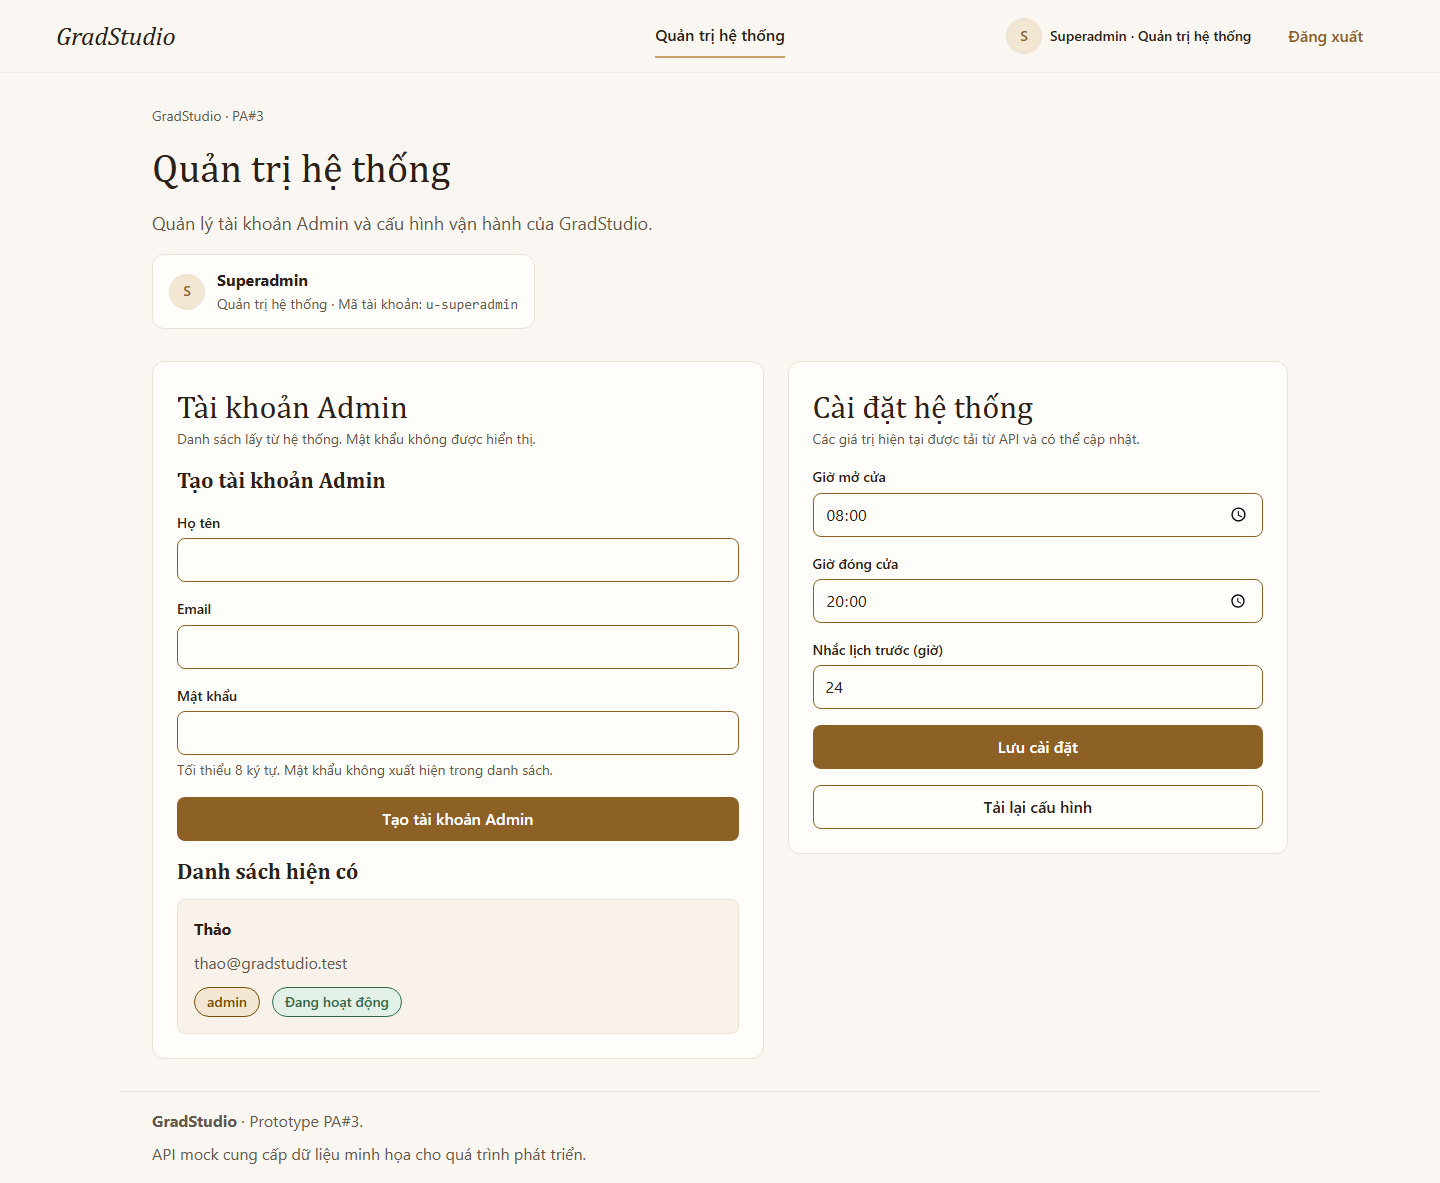 GradStudio
Quản trị hệ thống
S
Superadmin · Quản trị hệ thống
Đăng xuất
GradStudio · PA#3
Quản trị hệ thống
Quản lý tài khoản Admin và cấu hình vận hành của GradStudio.
S
Superadmin
Quản trị hệ thống · Mã tài khoản: u-superadmin
Tài khoản Admin
Danh sách lấy từ hệ thống. Mật khẩu không được hiển thị.
Tạo tài khoản Admin
Họ tên
Email
Mật khẩu
Tối thiểu 8 ký tự. Mật khẩu không xuất hiện trong danh sách.
Tạo tài khoản Admin
Danh sách hiện có
Thảo
thao@gradstudio.test
admin
Đang hoạt động
Cài đặt hệ thống
Các giá trị hiện tại được tải từ API và có thể cập nhật.
Giờ mở cửa
08:00
Giờ đóng cửa
20:00
Nhắc lịch trước (giờ)
24
Lưu cài đặt
Tải lại cấu hình
GradStudio · Prototype PA#3.
API mock cung cấp dữ liệu minh họa cho quá trình phát triển.